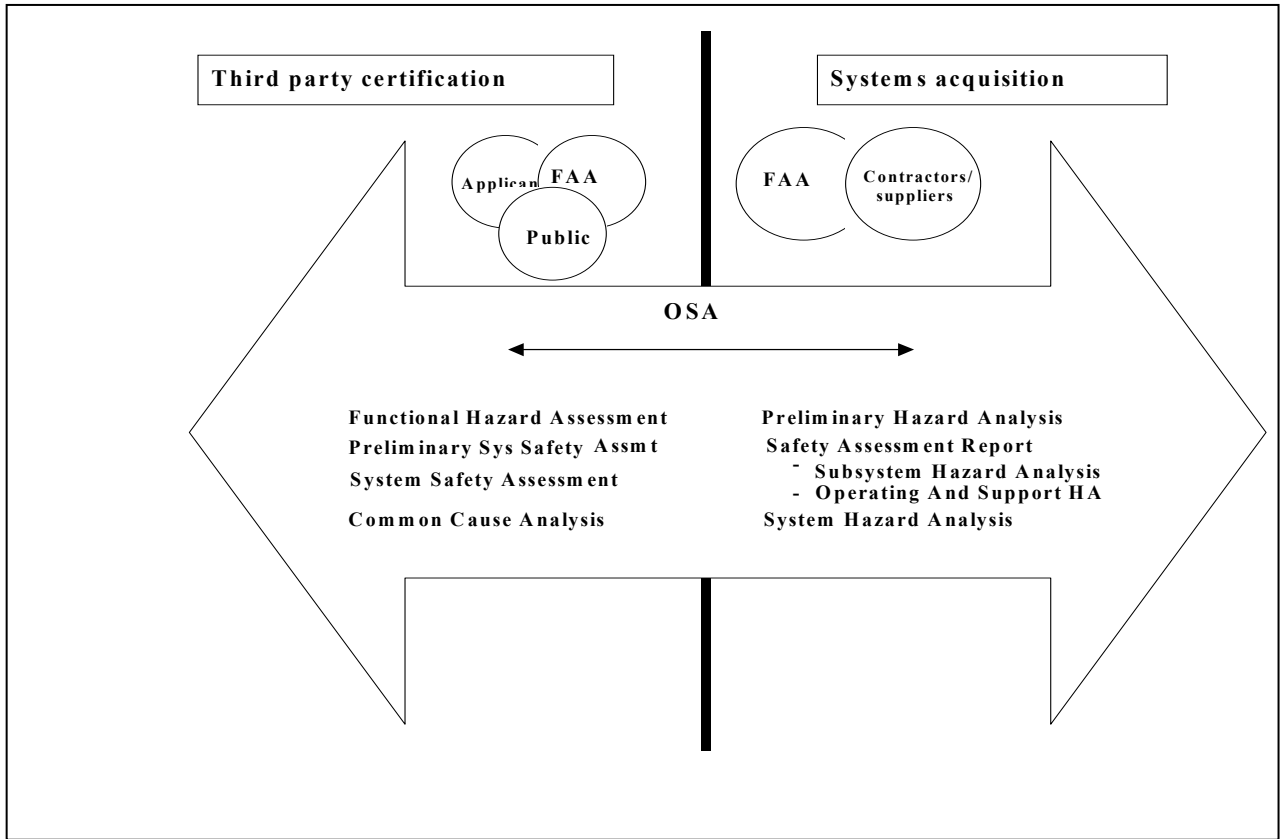 Third party certification
Systems acquisition
Applican
FAA
Public
FAA
Contractors/
suppliers
OSA
Functional Hazard Assessment
Preliminary Sys Safety Assmt
System Safety Assessment
Common Cause Analysis
Preliminary Hazard Analysis
Safety Assessment Report
- Subsystem Hazard Analysis
- Operating And Support HA
System Hazard Analysis